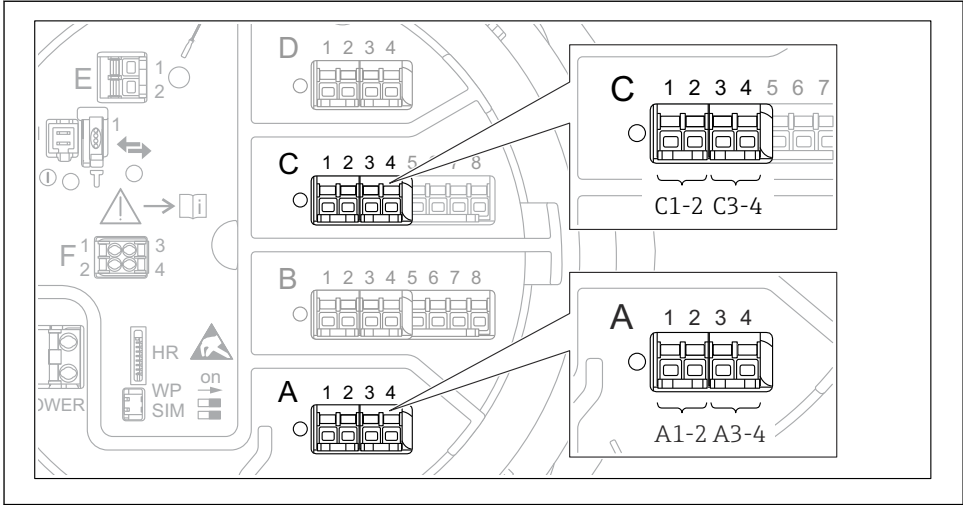 D 1 2 3 4
E 1
2
1
C 1 2 3 4 5 6 7 8
i
F 1 2 3 4
B 1 2 3 4 5 6 7 8
HR
WP on
SIM
A 1 2 3 4
C 1 2 3 4 5 6 7
C1-2 C3-4
A 1 2 3 4
A1-2 A3-4